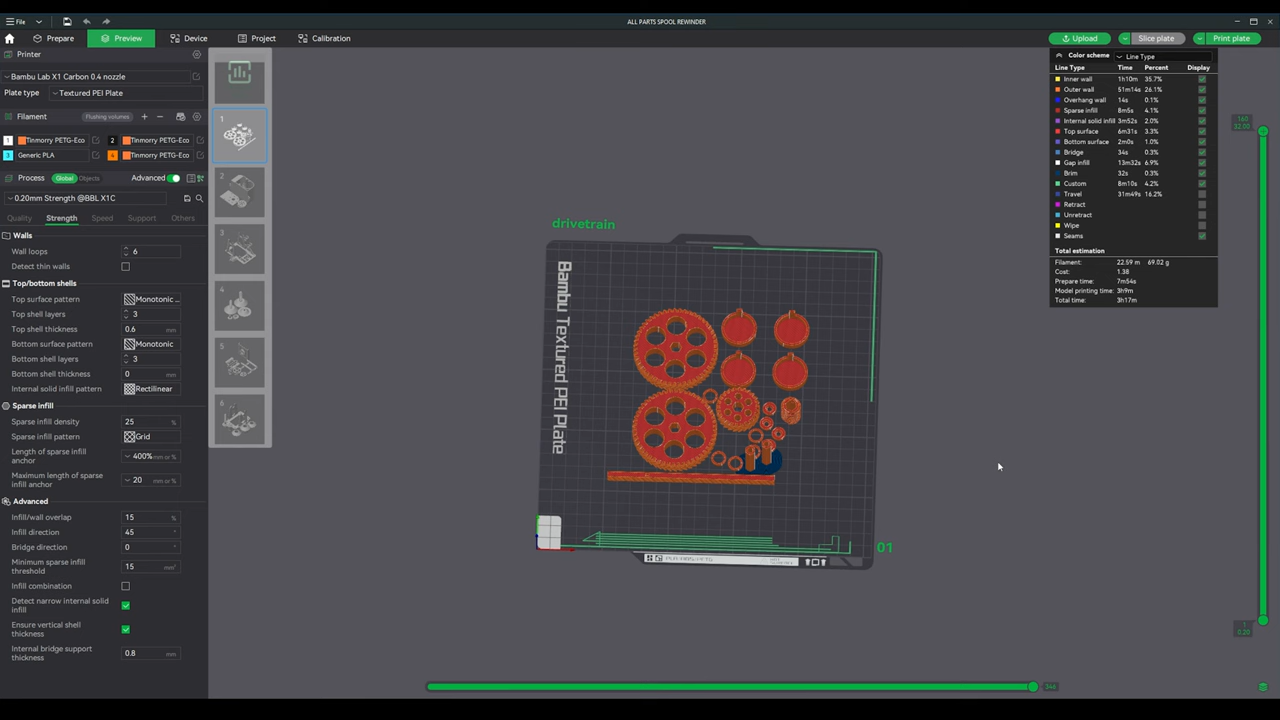 File
ALL PARTS SPOOL REWINDER
Prepare
Preview
Device
Project
Calibration
Upload
Slice plate
Print plate
Printer
Bambu Lab X1 Carbon 0.4 nozzle
Plate type
Textured PEI Plate
Filament
Flushing volumes
1 Tinmorry PETG-Eco
2 Tinmorry PETG-Eco
3 Generic PLA
4 Tinmorry PETG-Eco
Process
Global
Objects
Advanced
0.20mm Strength @BBL X1C
Quality
Strength
Speed
Support
Others
Walls
Wall loops 6
Detect thin walls
Top/bottom shells
Top surface pattern Monotonic ...
Top shell layers 3
Top shell thickness 0.6 mm
Bottom surface pattern Monotonic
Bottom shell layers 3
Bottom shell thickness 0 mm
Internal solid infill pattern Rectilinear
Sparse infill
Sparse infill density 25 %
Sparse infill pattern Grid
Length of sparse infill
anchor 400% mm or %
Maximum length of sparse
infill anchor 20 mm or %
Advanced
Infill/wall overlap 15 %
Infill direction 45 °
Bridge direction 0 °
Minimum sparse infill
threshold 15 mm²
Infill combination
Detect narrow internal solid
infill
Ensure vertical shell
thickness
Internal bridge support
thickness 0.8 mm
1
2
3
4
5
6
drivetrain
Bambu Textured PEI Plate
01
Color scheme Line Type
Line Type Time Percent Display
Inner wall 1h10m 35.7%
Outer wall 51m14s 26.1%
Overhang wall 14s 0.1%
Sparse infill 8m5s 4.1%
Internal solid infill 3m52s 2.0%
Top surface 6m31s 3.3%
Bottom surface 2m0s 1.0%
Bridge 34s 0.3%
Gap infill 13m32s 6.9%
Brim 32s 0.3%
Custom 8m10s 4.2%
Travel 31m49s 16.2%
Retract
Unretract
Wipe
Seams
Total estimation
Filament: 22.59 m 69.02 g
Cost: 1.38
Prepare time: 7m54s
Model printing time: 3h9m
Total time: 3h17m
160
32.00
1
0.20
346